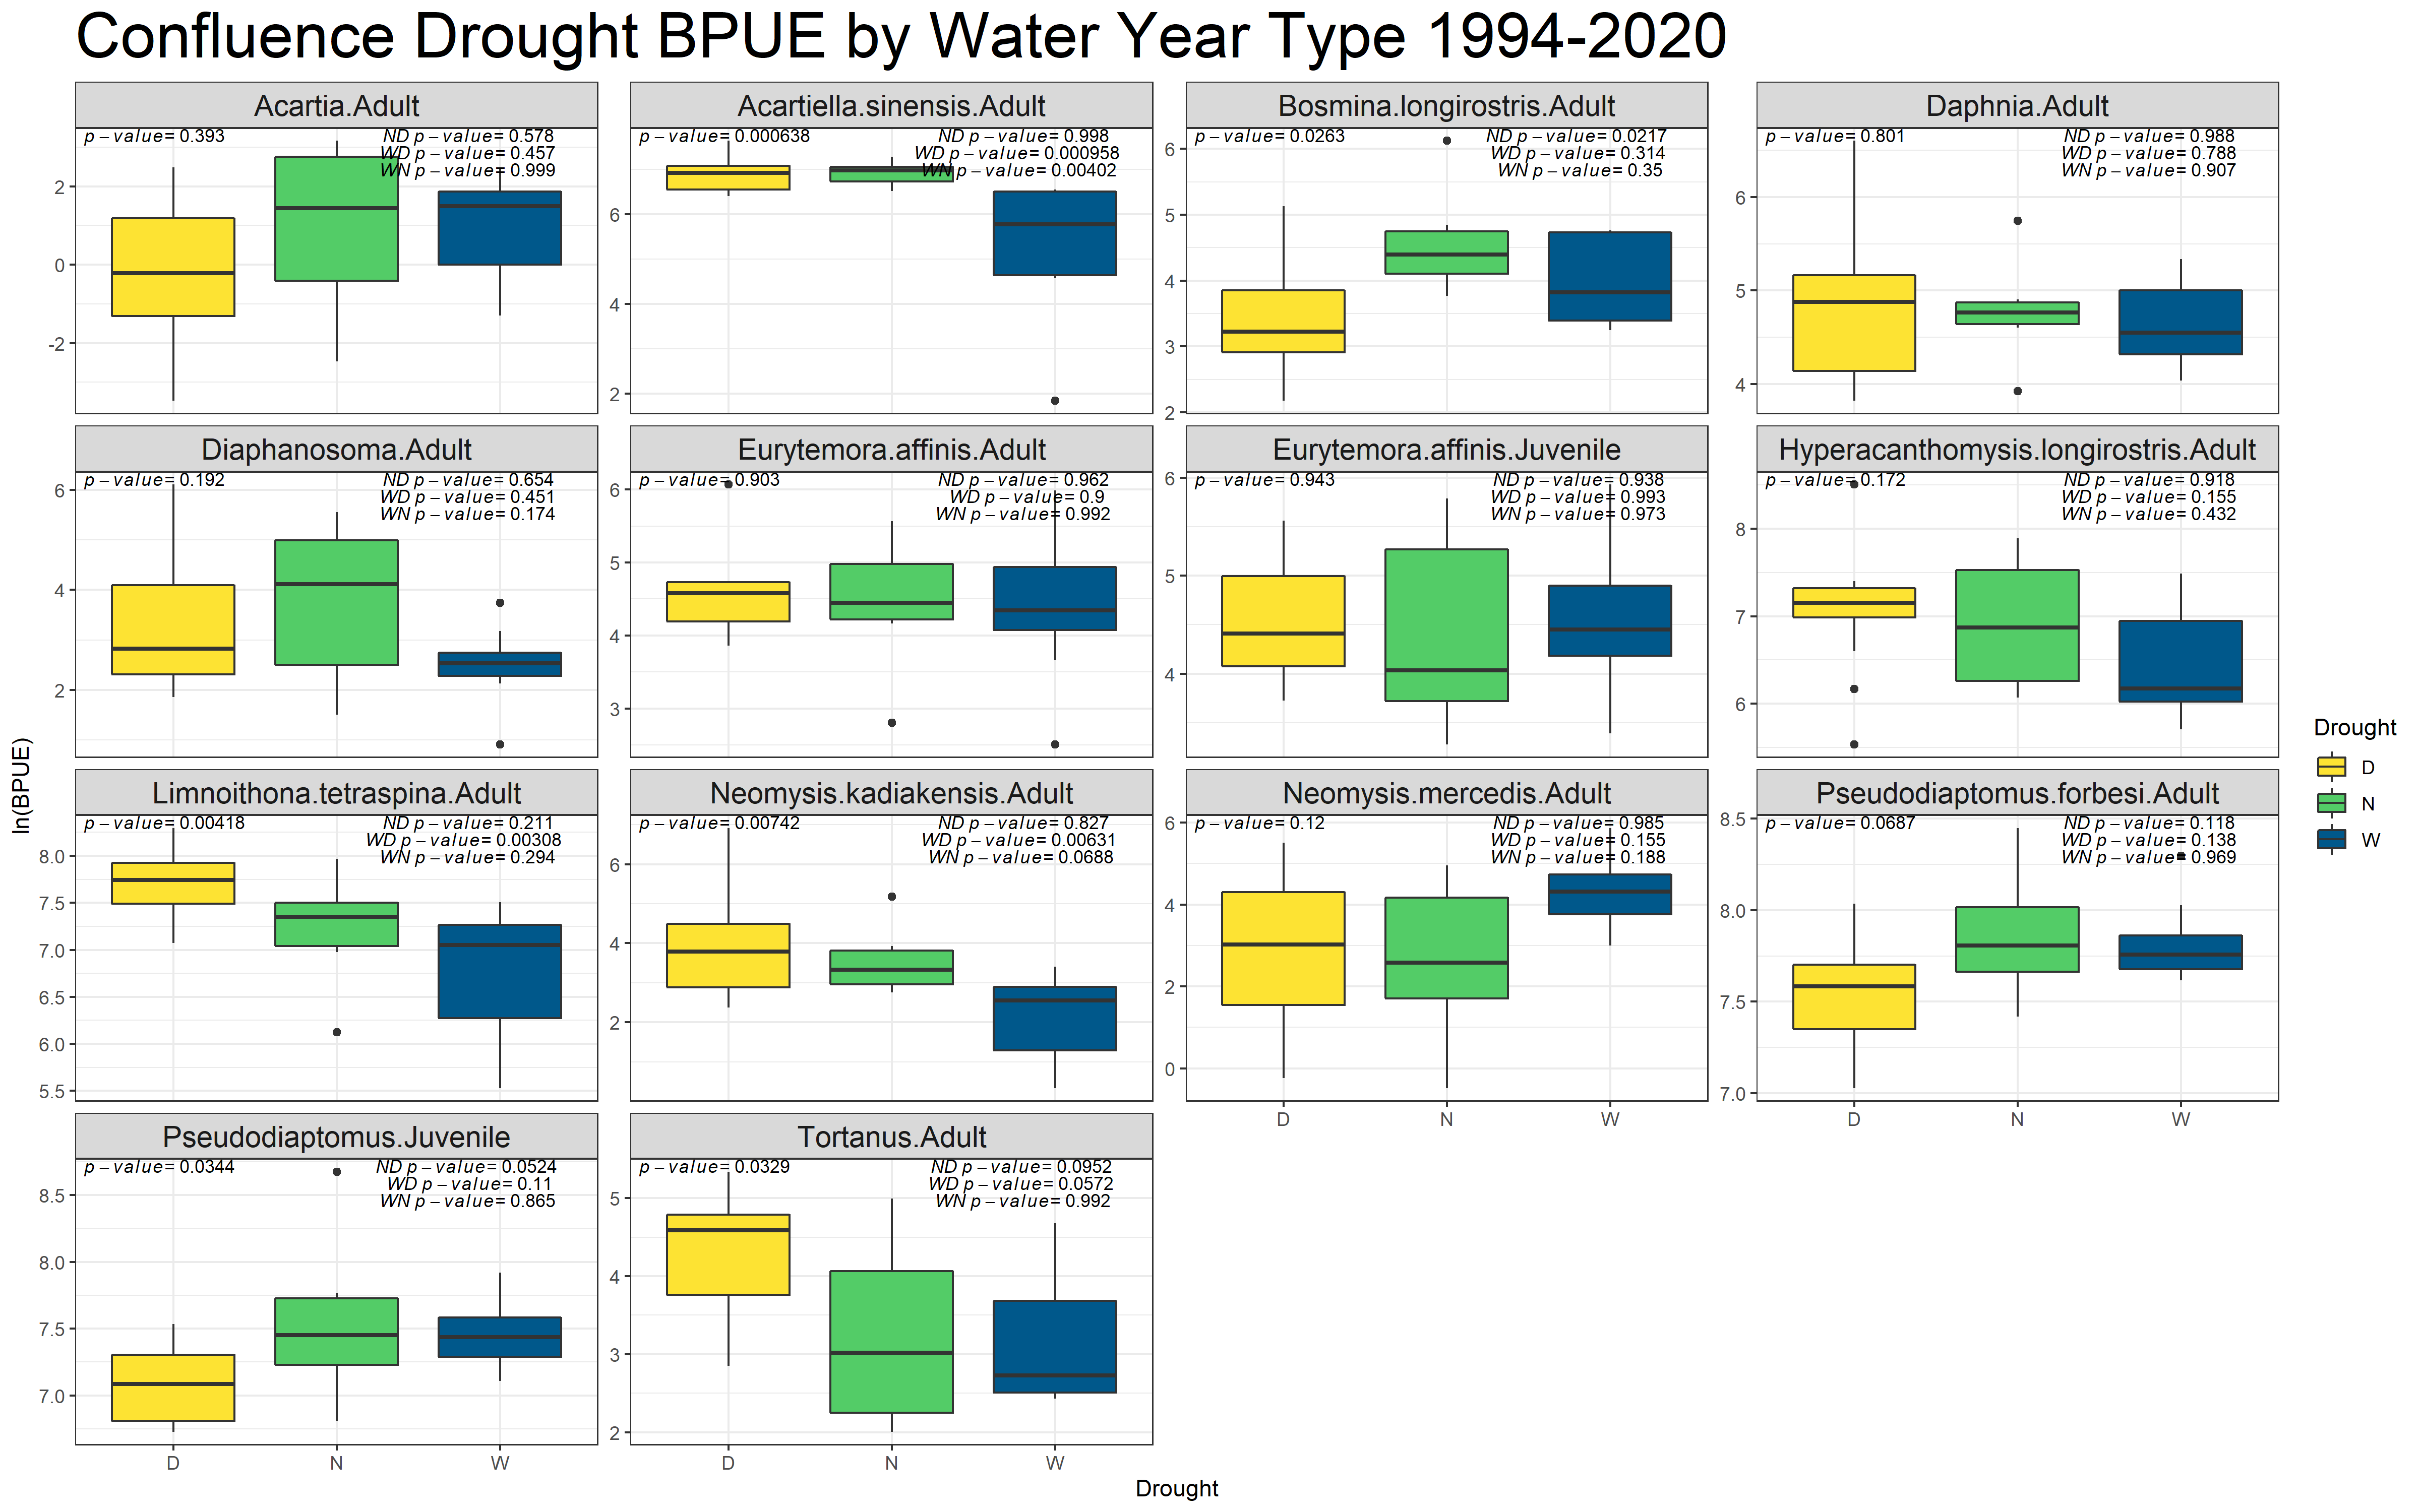 Confluence Drought BPUE by Water Year Type 1994-2020
Acartia.Adult
p – value = 0.393
ND p – value = 0.578
WD p – value = 0.457
WN p – value = 0.999
2
0
-2
Acartiella.sinensis.Adult
p – value = 0.000638
ND p – value = 0.998
WD p – value = 0.000958
WN p – value = 0.00402
6
4
2
Bosmina.longirostris.Adult
p – value = 0.0263
ND p – value = 0.0217
WD p – value = 0.314
WN p – value = 0.35
6
5
4
3
2
Daphnia.Adult
p – value = 0.801
ND p – value = 0.988
WD p – value = 0.788
WN p – value = 0.907
6
5
4
Diaphanosoma.Adult
p – value = 0.192
ND p – value = 0.654
WD p – value = 0.451
WN p – value = 0.174
6
4
2
Eurytemora.affinis.Adult
p – value = 0.903
ND p – value = 0.962
WD p – value = 0.9
WN p – value = 0.992
6
5
4
3
Eurytemora.affinis.Juvenile
p – value = 0.943
ND p – value = 0.938
WD p – value = 0.993
WN p – value = 0.973
6
5
4
Hyperacanthomysis.longirostris.Adult
p – value = 0.172
ND p – value = 0.918
WD p – value = 0.155
WN p – value = 0.432
8
7
6
Limnoithona.tetraspina.Adult
p – value = 0.00418
ND p – value = 0.211
WD p – value = 0.00308
WN p – value = 0.294
8.0
7.5
7.0
6.5
6.0
5.5
Neomysis.kadiakensis.Adult
p – value = 0.00742
ND p – value = 0.827
WD p – value = 0.00631
WN p – value = 0.0688
6
4
2
Neomysis.mercedis.Adult
p – value = 0.12
ND p – value = 0.985
WD p – value = 0.155
WN p – value = 0.188
6
4
2
0
D N W
Pseudodiaptomus.forbesi.Adult
p – value = 0.0687
ND p – value = 0.118
WD p – value = 0.138
WN p – value = 0.969
8.5
8.0
7.5
7.0
D N W
Pseudodiaptomus.Juvenile
p – value = 0.0344
ND p – value = 0.0524
WD p – value = 0.11
WN p – value = 0.865
8.5
8.0
7.5
7.0
D N W
Tortanus.Adult
p – value = 0.0329
ND p – value = 0.0952
WD p – value = 0.0572
WN p – value = 0.992
5
4
3
2
D N W
ln(BPUE)
Drought
Drought
D
N
W